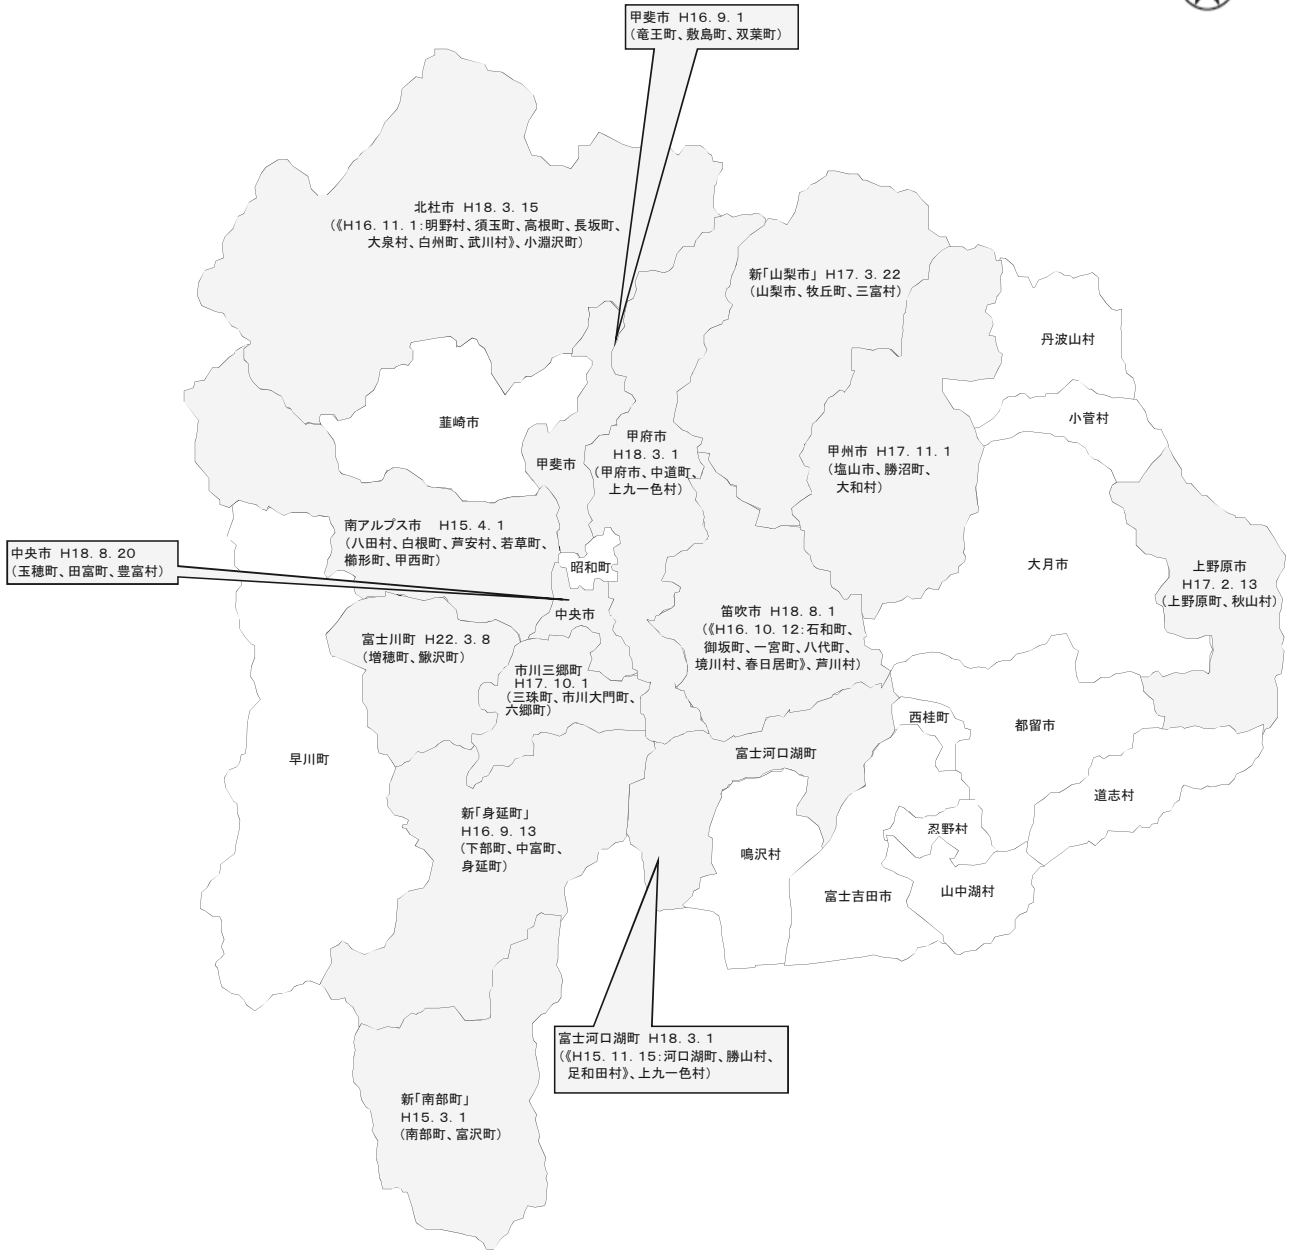 甲斐市 H16.9.1
(竜王町、敷島町、双葉町)
北杜市 H18.3.15
(《H16.11.1:明野村、須玉町、高根町、長坂町、
大泉村、白州町、武川村》、小淵沢町)
新「山梨市」 H17.3.22
(山梨市、牧丘町、三富村)
丹波山村
小菅村
韮崎市
甲斐市
甲府市
H18.3.1
(甲府市、中道町、
上九一色村)
甲州市 H17.11.1
(塩山市、勝沼町、
大和村)
南アルプス市 H15.4.1
(八田村、白根町、芦安村、若草町、
櫛形町、甲西町)
中央市 H18.8.20
(玉穂町、田富町、豊富村)
昭和町
大月市
上野原市
H17.2.13
(上野原町、秋山村)
中央市
笛吹市 H18.8.1
(《H16.10.12:石和町、
御坂町、一宮町、八代町、
境川村、春日居町》、芦川村)
富士川町 H22.3.8
(増穂町、鰍沢町)
市川三郷町
H17.10.1
(三珠町、市川大門町、
六郷町)
西桂町
都留市
早川町
富士河口湖町
道志村
新「身延町」
H16.9.13
(下部町、中富町、
身延町)
忍野村
鳴沢村
富士吉田市
山中湖村
富士河口湖町 H18.3.1
(《H15.11.15:河口湖町、勝山村、
足和田村》、上九一色村)
新「南部町」
H15.3.1
(南部町、富沢町)